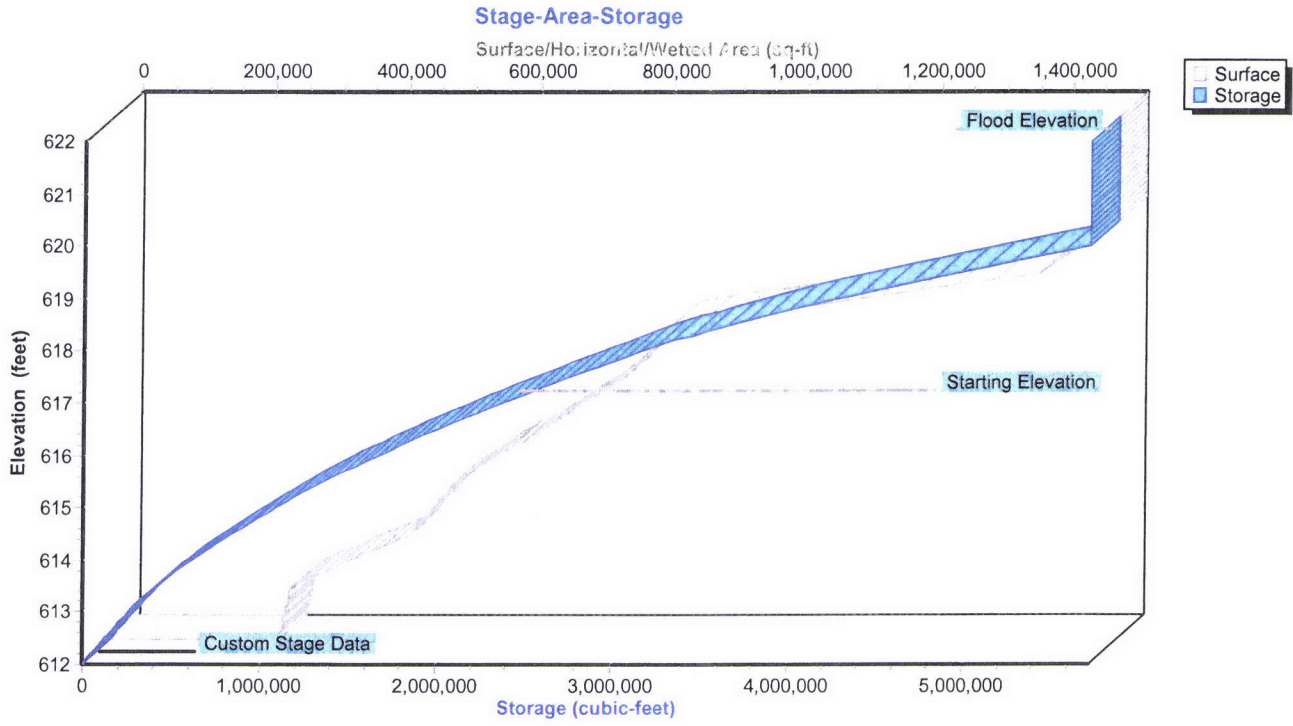 Stage-Area-Storage
Surface/Horizontal/Wetted Area (sq-ft)
0 200,000 400,000 600,000 800,000 1,000,000 1,200,000 1,400,000
Surface
Storage
Flood Elevation
622
621
620
619
618
617
616
615
614
613
612
Elevation (feet)
Starting Elevation
Custom Stage Data
0 1,000,000 2,000,000 3,000,000 4,000,000 5,000,000
Storage (cubic-feet)